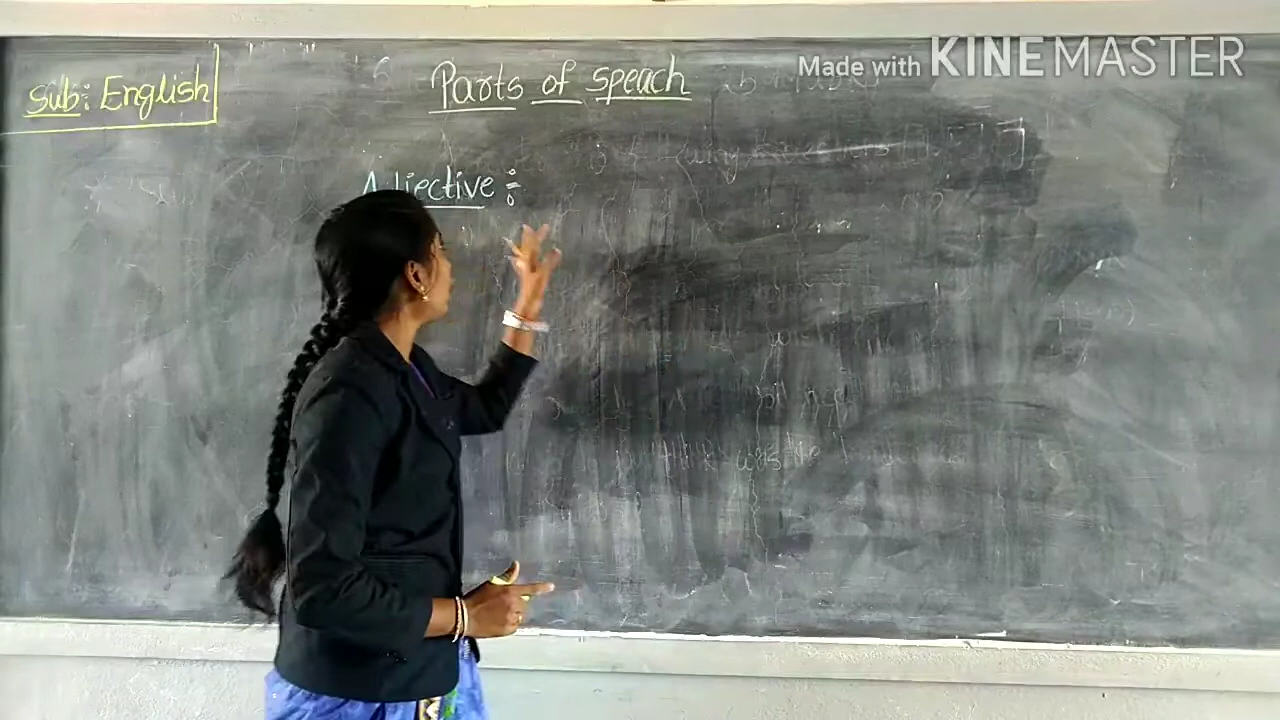 Sub: English
Parts of speach
Made with KINEMASTER
Adjective :